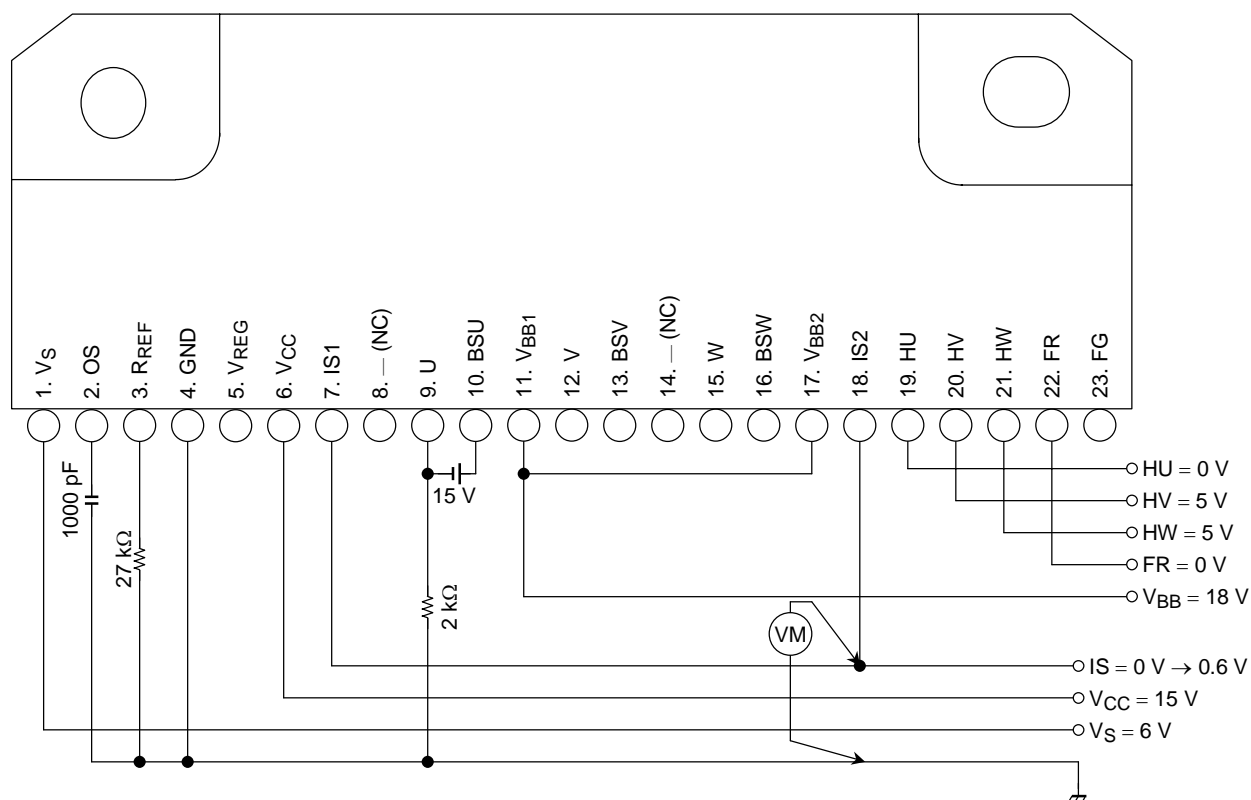 1. VS
2. OS
3. RREF
4. GND
5. VREG
6. VCC
7. IS1
8. — (NC)
9. U
10. BSU
11. VBB1
12. V
13. BSV
14. — (NC)
15. W
16. BSW
17. VBB2
18. IS2
19. HU
20. HV
21. HW
22. FR
23. FG
1000 pF
27 kΩ
15 V
2 kΩ
VM
HU = 0 V
HV = 5 V
HW = 5 V
FR = 0 V
VBB = 18 V
IS = 0 V → 0.6 V
VCC = 15 V
VS = 6 V